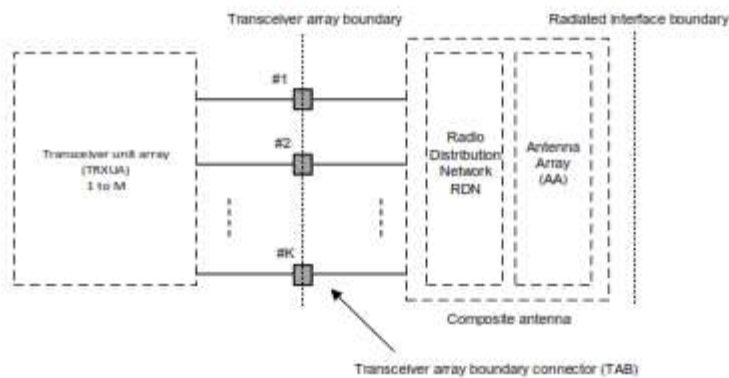 Transceiver array boundary
Radiated interface boundary
#1
#2
#K
Transceiver unit array
(TRXUA)
1 to M
Radio
Distribution
Network
RDN
Antenna
Array
(AA)
Composite antenna
Transceiver array boundary connector (TAB)